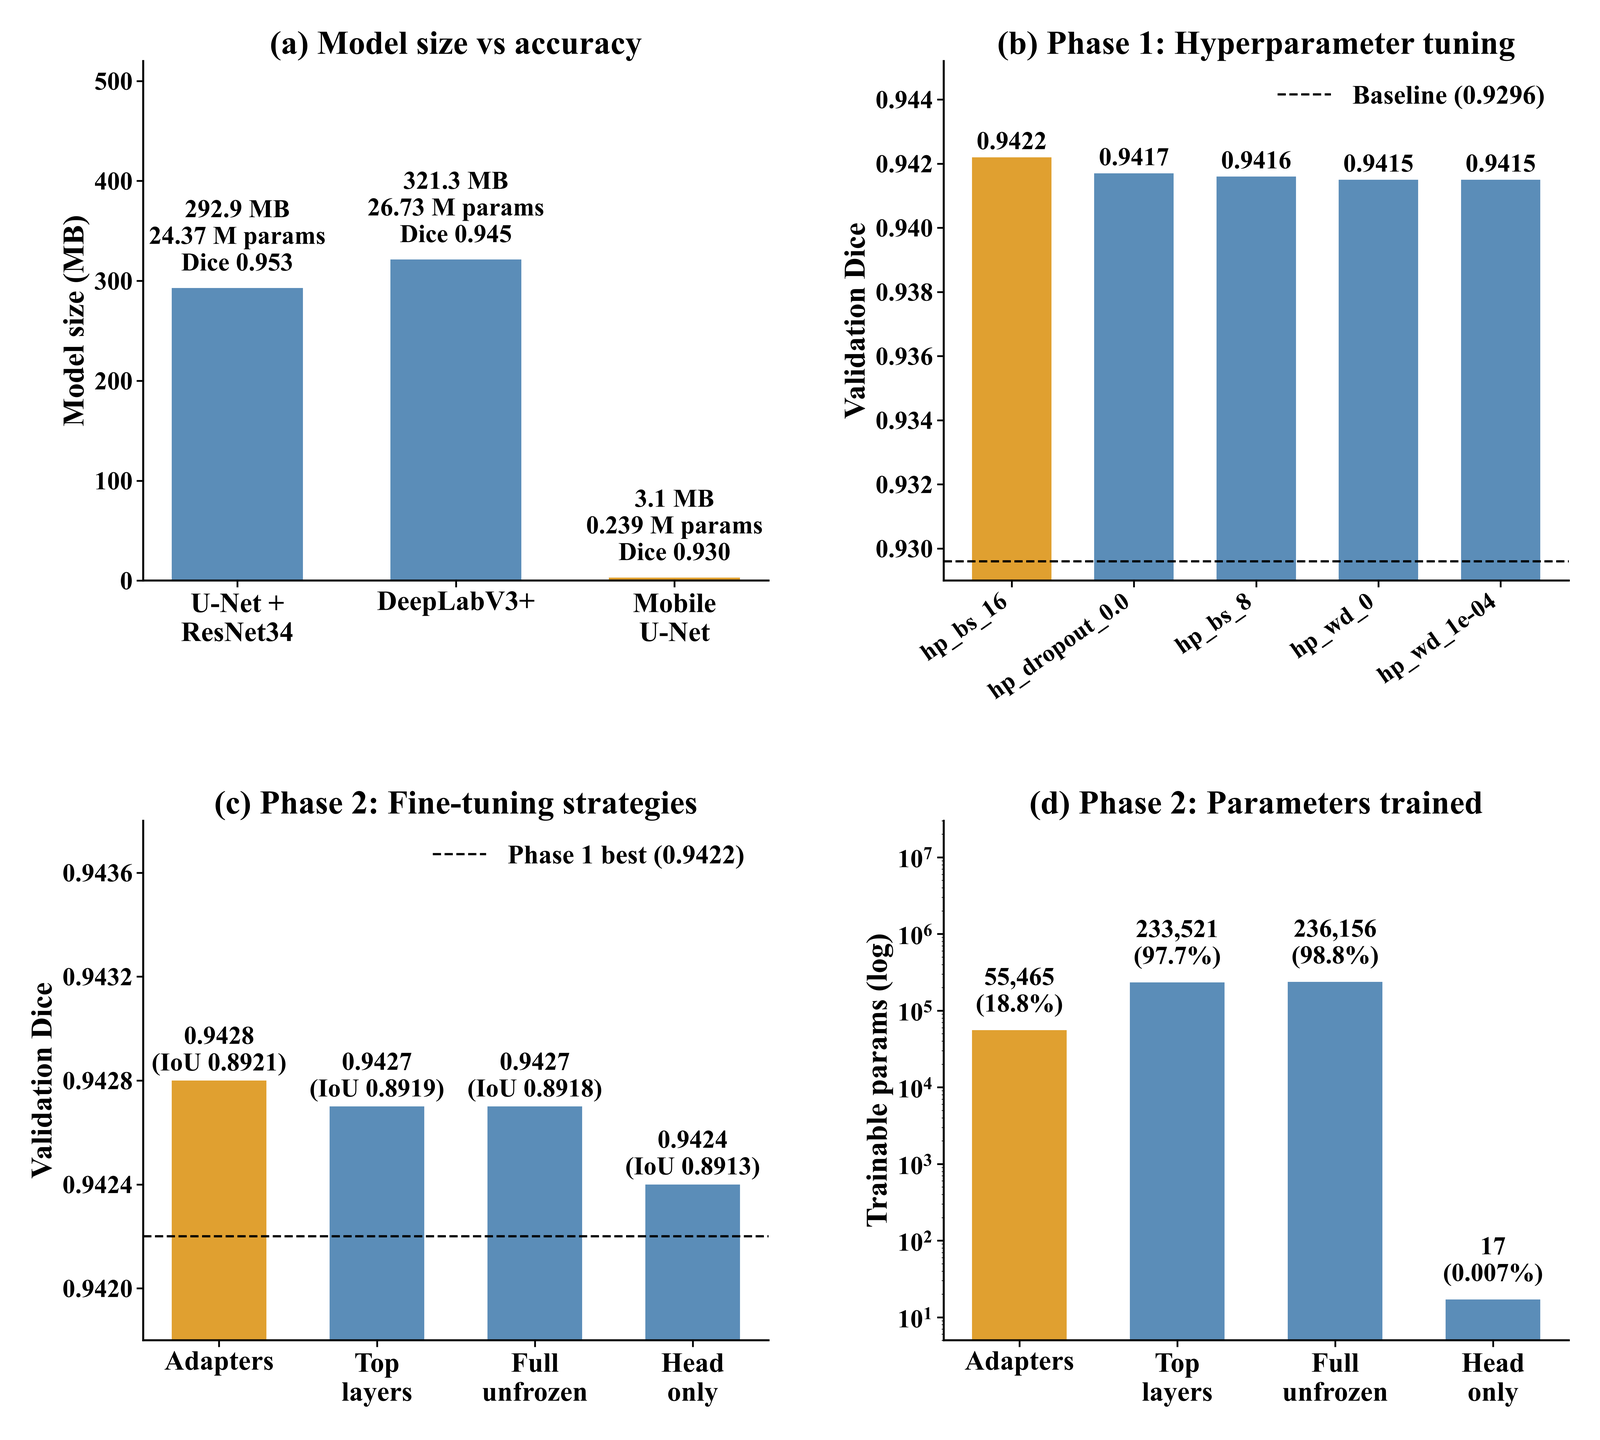 (a) Model size vs accuracy
Model size (MB)
500
400
300
200
100
0
292.9 MB
24.37 M params
Dice 0.953
321.3 MB
26.73 M params
Dice 0.945
3.1 MB
0.239 M params
Dice 0.930
U-Net +
ResNet34
DeepLabV3+
Mobile
U-Net
(b) Phase 1: Hyperparameter tuning
Validation Dice
0.944
0.942
0.940
0.938
0.936
0.934
0.932
0.930
Baseline (0.9296)
0.9422
0.9417
0.9416
0.9415
0.9415
hp_bs_16
hp_dropout_0.0
hp_bs_8
hp_wd_0
hp_wd_1e-04
(c) Phase 2: Fine-tuning strategies
Validation Dice
0.9436
0.9432
0.9428
0.9424
0.9420
Phase 1 best (0.9422)
0.9428
(IoU 0.8921)
0.9427
(IoU 0.8919)
0.9427
(IoU 0.8918)
0.9424
(IoU 0.8913)
Adapters
Top
layers
Full
unfrozen
Head
only
(d) Phase 2: Parameters trained
Trainable params (log)
10⁷
10⁶
10⁵
10⁴
10³
10²
10¹
55,465
(18.8%)
233,521
(97.7%)
236,156
(98.8%)
17
(0.007%)
Adapters
Top
layers
Full
unfrozen
Head
only